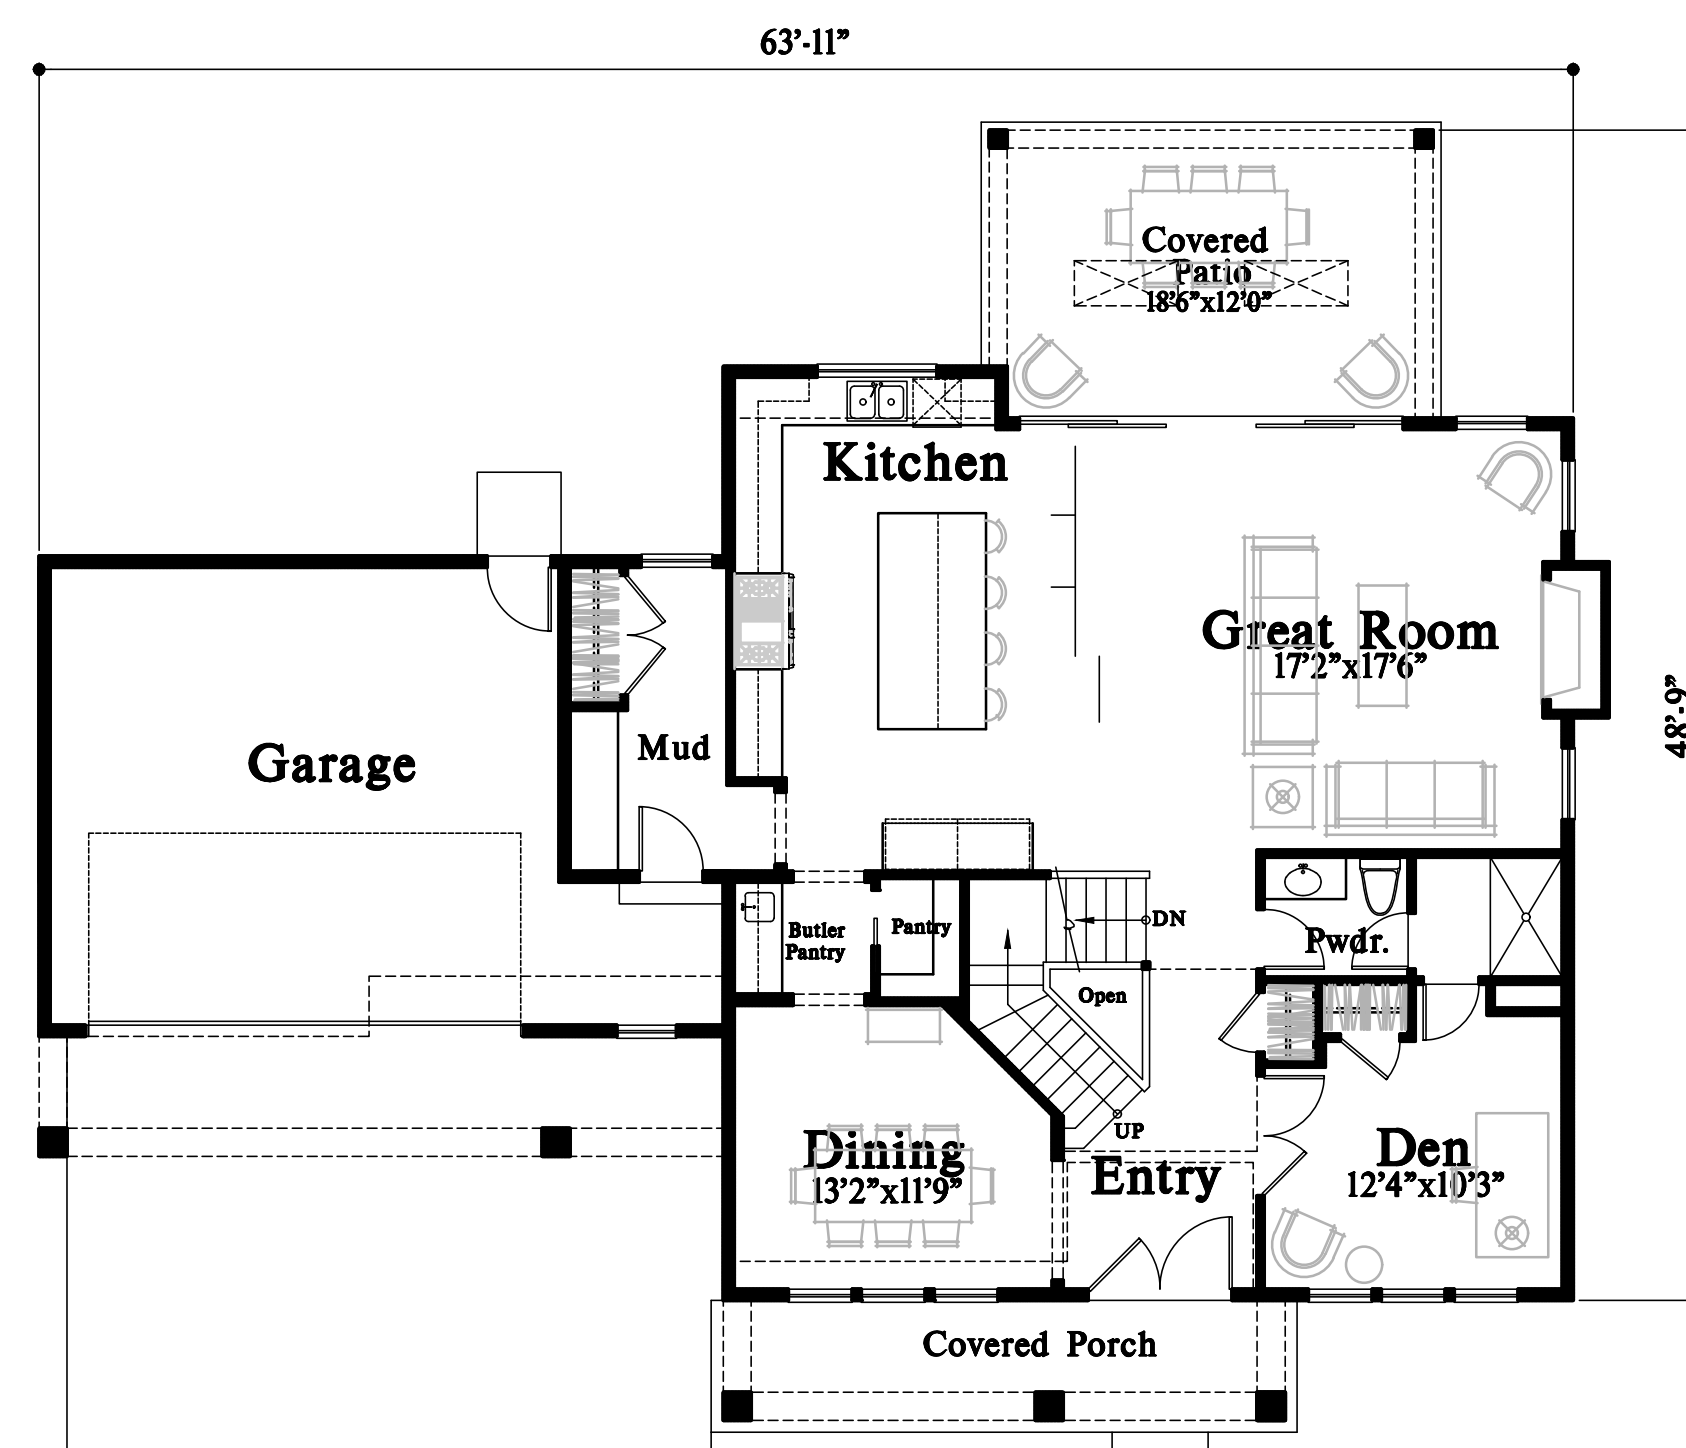 63'-11"
Covered
Patio
18'6"x12'0"
Kitchen
Great Room
17'2"x17'6"
48'-9"
Mud
Garage
DN
Butler
Pantry
Pantry
Pwdr.
Open
UP
Dining
13'2"x11'9"
Entry
Den
12'4"x10'3"
Covered Porch